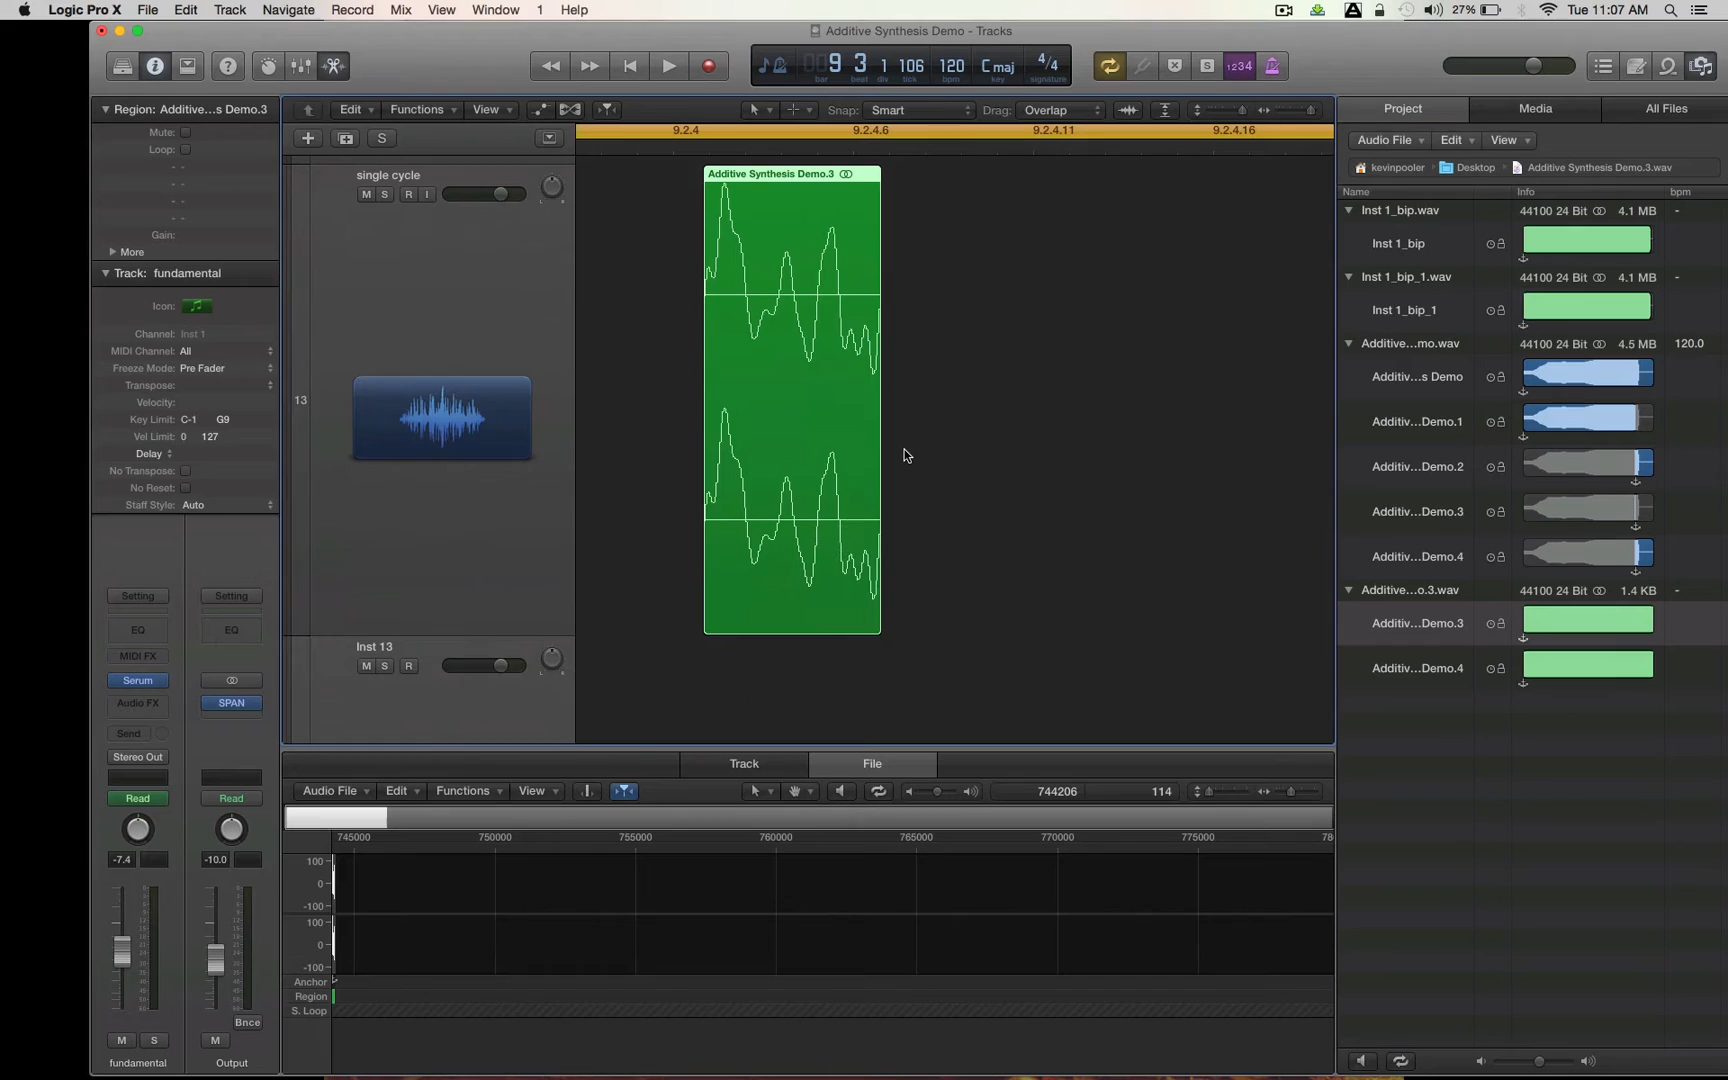 Logic Pro X File Edit Track Navigate Record Mix View Window 1 Help 27% Tue 11:07 AM
Additive Synthesis Demo - Tracks
9 3 1 106 120 C maj 4/4
bar beat div tick bpm key signature
1234
Region: Additive...s Demo.3
Mute:
Loop:
Gain:
More
Track: fundamental
Icon:
Channel: Inst 1
MIDI Channel: All
Freeze Mode: Pre Fader
Transpose:
Velocity:
Key Limit: C-1 G9
Vel Limit: 0 127
Delay
No Transpose:
No Reset:
Staff Style: Auto
Setting Setting
EQ EQ
MIDI FX
Serum
Audio FX SPAN
Send
Stereo Out
Read Read
-7.4 -10.0
Bnce
M S M
fundamental Output
Edit Functions View Snap: Smart Drag: Overlap
S
9.2.4 9.2.4.6 9.2.4.11 9.2.4.16
single cycle
M S R I
13
Additive Synthesis Demo.3
Inst 13
M S R
Track File
Audio File Edit Functions View 744206 114
745000 750000 755000 760000 765000 770000 775000 78
100
0
-100
100
0
-100
Anchor
Region
S. Loop
Project Media All Files
Audio File Edit View
kevinpooler Desktop Additive Synthesis Demo.3.wav
Name Info bpm
Inst 1_bip.wav 44100 24 Bit 4.1 MB -
Inst 1_bip
Inst 1_bip_1.wav 44100 24 Bit 4.1 MB -
Inst 1_bip_1
Additive...mo.wav 44100 24 Bit 4.5 MB 120.0
Additiv...s Demo
Additiv...Demo.1
Additiv...Demo.2
Additiv...Demo.3
Additiv...Demo.4
Additive...o.3.wav 44100 24 Bit 1.4 KB -
Additiv...Demo.3
Additiv...Demo.4